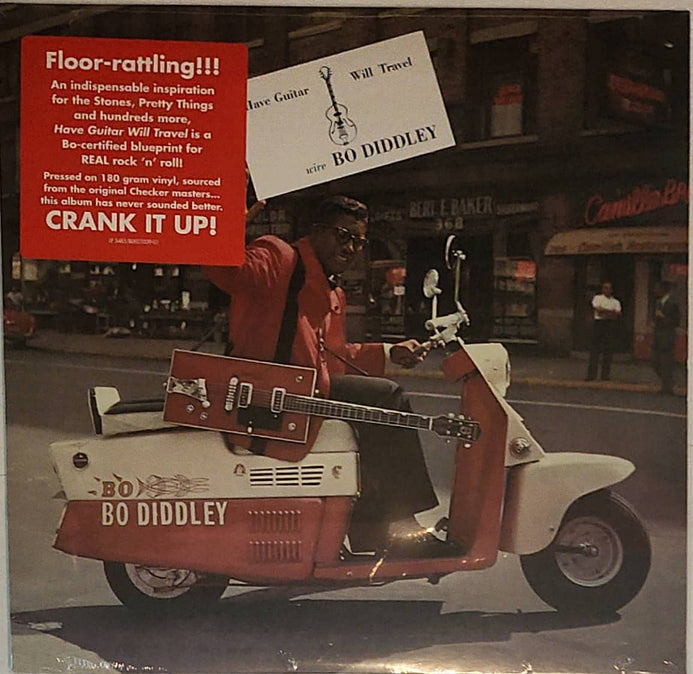 Floor-rattling!!!
An indispensable inspiration
for the Stones, Pretty Things
and hundreds more,
Have Guitar Will Travel is a
Bo-certified blueprint for
REAL rock 'n' roll!
Pressed on 180 gram vinyl, sourced
from the original Checker masters...
this album has never sounded better.
CRANK IT UP!
Have Guitar Will Travel
wire BO DIDDLEY
BERT E. BAKER
368
BO
BO DIDDLEY